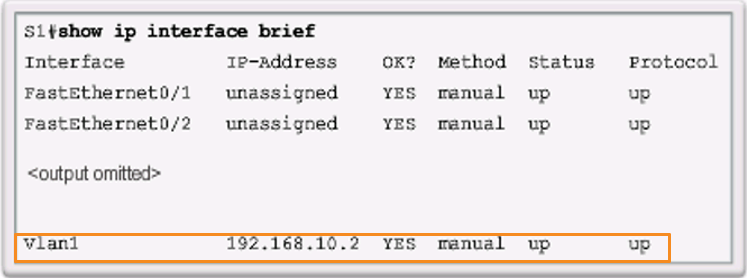 S1#show ip interface brief
Interface IP-Address OK? Method Status Protocol
FastEthernet0/1 unassigned YES manual up up
FastEthernet0/2 unassigned YES manual up up
<output omitted>
Vlan1 192.168.10.2 YES manual up up